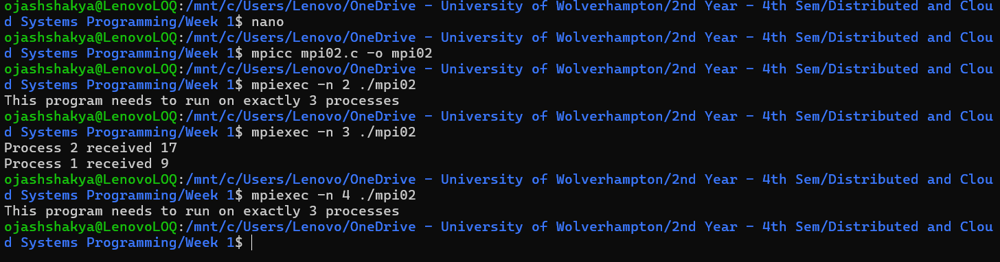 ojashshakya@LenovoLOQ:/mnt/c/Users/Lenovo/OneDrive - University of Wolverhampton/2nd Year - 4th Sem/Distributed and Clou
d Systems Programming/Week 1$ nano
ojashshakya@LenovoLOQ:/mnt/c/Users/Lenovo/OneDrive - University of Wolverhampton/2nd Year - 4th Sem/Distributed and Clou
d Systems Programming/Week 1$ mpicc mpi02.c -o mpi02
ojashshakya@LenovoLOQ:/mnt/c/Users/Lenovo/OneDrive - University of Wolverhampton/2nd Year - 4th Sem/Distributed and Clou
d Systems Programming/Week 1$ mpiexec -n 2 ./mpi02
This program needs to run on exactly 3 processes
ojashshakya@LenovoLOQ:/mnt/c/Users/Lenovo/OneDrive - University of Wolverhampton/2nd Year - 4th Sem/Distributed and Clou
d Systems Programming/Week 1$ mpiexec -n 3 ./mpi02
Process 2 received 17
Process 1 received 9
ojashshakya@LenovoLOQ:/mnt/c/Users/Lenovo/OneDrive - University of Wolverhampton/2nd Year - 4th Sem/Distributed and Clou
d Systems Programming/Week 1$ mpiexec -n 4 ./mpi02
This program needs to run on exactly 3 processes
ojashshakya@LenovoLOQ:/mnt/c/Users/Lenovo/OneDrive - University of Wolverhampton/2nd Year - 4th Sem/Distributed and Clou
d Systems Programming/Week 1$